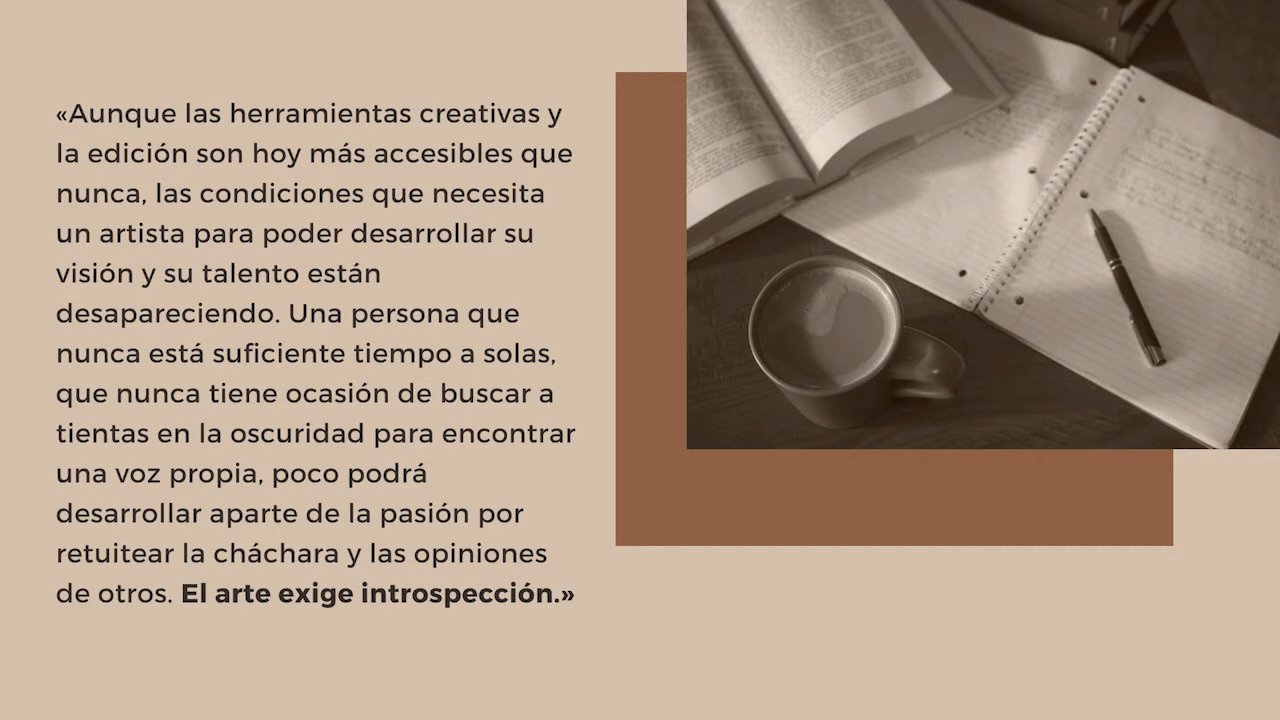 «Aunque las herramientas creativas y
la edición son hoy más accesibles que
nunca, las condiciones que necesita
un artista para poder desarrollar su
visión y su talento están
desapareciendo. Una persona que
nunca está suficiente tiempo a solas,
que nunca tiene ocasión de buscar a
tientas en la oscuridad para encontrar
una voz propia, poco podrá
desarrollar aparte de la pasión por
retuitear la cháchara y las opiniones
de otros. El arte exige introspección.»